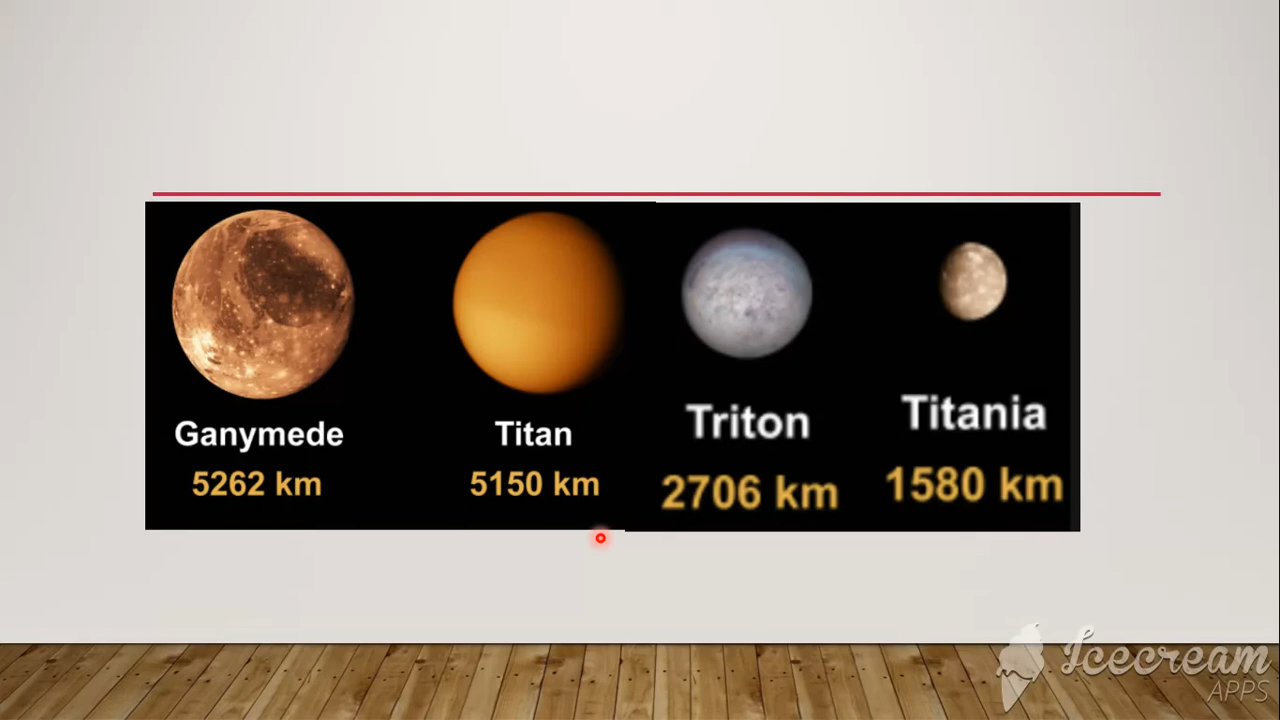 Ganymede
5262 km
Titan
5150 km
Triton
2706 km
Titania
1580 km
Icecream
APPS